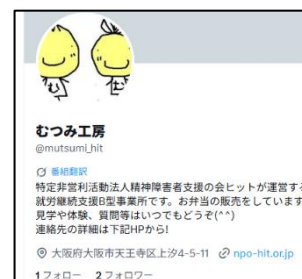 むつみ工房
@mutsumi_hit
番組翻訳
特定非営利活動法人精神障害者支援の会ヒットが運営する
就労継続支援B型事業所です。お弁当の販売をしています
見学や体験、質問等はいつでもどうぞ(^^)
連絡先の詳細は下記HPから!
大阪府大阪市天王寺区上汐4-5-11 npo-hit.or.jp
1フォロー 2フォロワー